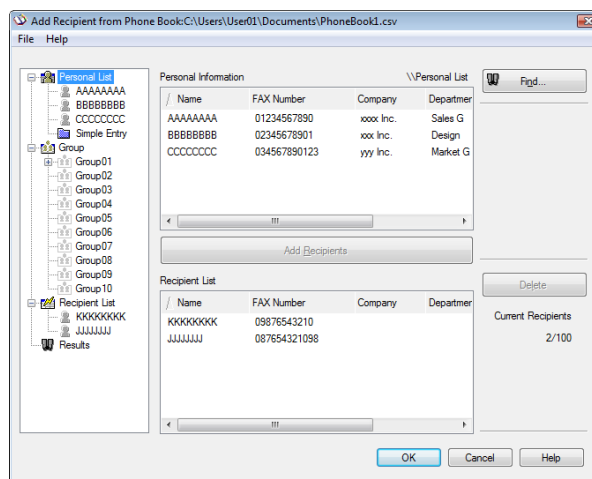 Add Recipient from Phone Book:C:\Users\User01\Documents\PhoneBook1.csv
File Help
Personal List
AAAAAAAA
BBBBBBBB
CCCCCCCC
Simple Entry
Group
Group01
Group02
Group03
Group04
Group05
Group06
Group07
Group08
Group09
Group10
Recipient List
KKKKKKKK
JJJJJJJJ
Results
Personal Information \\Personal List
/ Name FAX Number Company Departmer
AAAAAAAA 01234567890 xxxx Inc. Sales G
BBBBBBBB 02345678901 xxx Inc. Design
CCCCCCCC 034567890123 yyy Inc. Market G
Add Recipients
Recipient List
/ Name FAX Number Company Departmer
KKKKKKKK 09876543210
JJJJJJJJ 087654321098
Find...
Delete
Current Recipients
2/100
OK Cancel Help